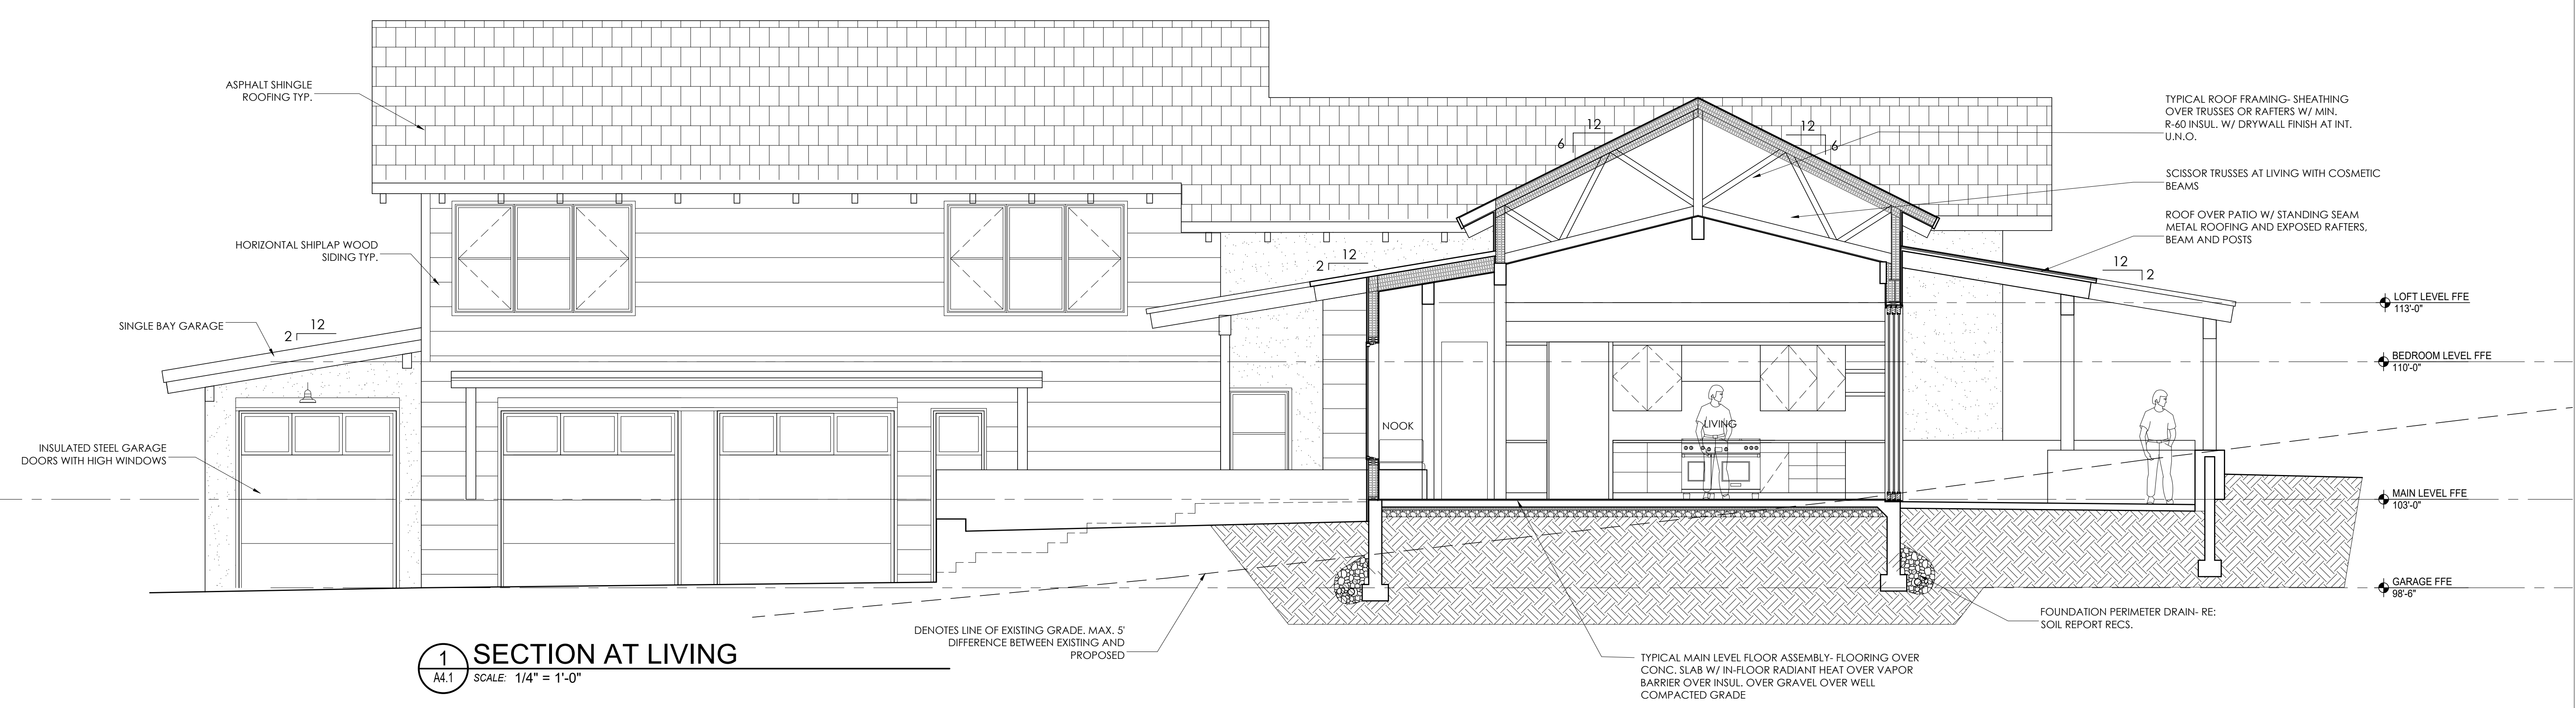 ASPHALT SHINGLE
ROOFING TYP.
HORIZONTAL SHIPLAP WOOD
SIDING TYP.
SINGLE BAY GARAGE
12
2
INSULATED STEEL GARAGE
DOORS WITH HIGH WINDOWS
12
2
12
6
12
6
12
2
NOOK
LIVING
TYPICAL ROOF FRAMING- SHEATHING
OVER TRUSSES OR RAFTERS W/ MIN.
R-60 INSUL. W/ DRYWALL FINISH AT INT.
U.N.O.
SCISSOR TRUSSES AT LIVING WITH COSMETIC
BEAMS
ROOF OVER PATIO W/ STANDING SEAM
METAL ROOFING AND EXPOSED RAFTERS,
BEAM AND POSTS
LOFT LEVEL FFE
113'-0"
BEDROOM LEVEL FFE
110'-0"
MAIN LEVEL FFE
103'-0"
GARAGE FFE
98'-6"
FOUNDATION PERIMETER DRAIN- RE:
SOIL REPORT RECS.
DENOTES LINE OF EXISTING GRADE. MAX. 5'
DIFFERENCE BETWEEN EXISTING AND
PROPOSED
TYPICAL MAIN LEVEL FLOOR ASSEMBLY- FLOORING OVER
CONC. SLAB W/ IN-FLOOR RADIANT HEAT OVER VAPOR
BARRIER OVER INSUL. OVER GRAVEL OVER WELL
COMPACTED GRADE
1
A4.1
SECTION AT LIVING
SCALE: 1/4" = 1'-0"